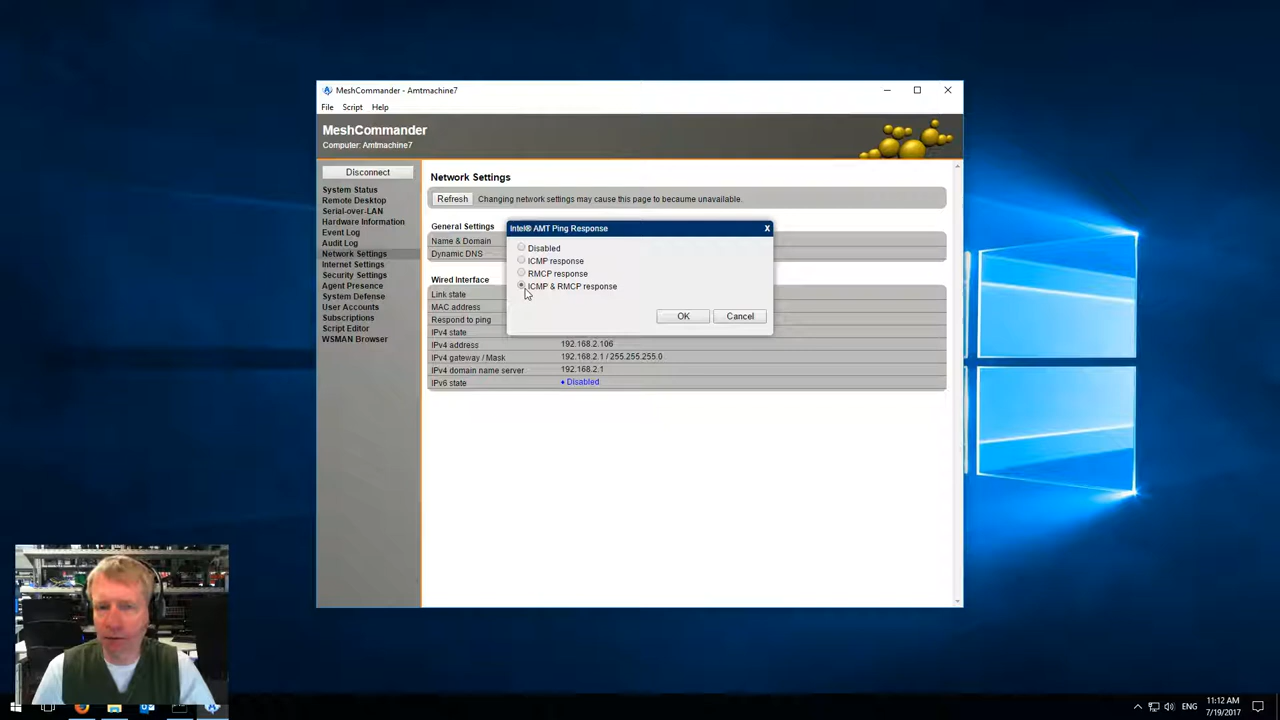 MeshCommander - Amtmachine7
File Script Help
MeshCommander
Computer: Amtmachine7
Disconnect
System Status
Remote Desktop
Serial-over-LAN
Hardware Information
Event Log
Audit Log
Network Settings
Internet Settings
Security Settings
Agent Presence
System Defense
User Accounts
Subscriptions
Script Editor
WSMAN Browser
Network Settings
Refresh Changing network settings may cause this page to becaume unavailable.
General Settings
Name & Domain
Dynamic DNS
Wired Interface
Link state
MAC address
Respond to ping
IPv4 state
IPv4 address 192.168.2.106
IPv4 gateway / Mask 192.168.2.1 / 255.255.255.0
IPv4 domain name server 192.168.2.1
IPv6 state Disabled
Intel® AMT Ping Response X
Disabled
ICMP response
RMCP response
ICMP & RMCP response
OK Cancel
ENG
11:12 AM
7/19/2017